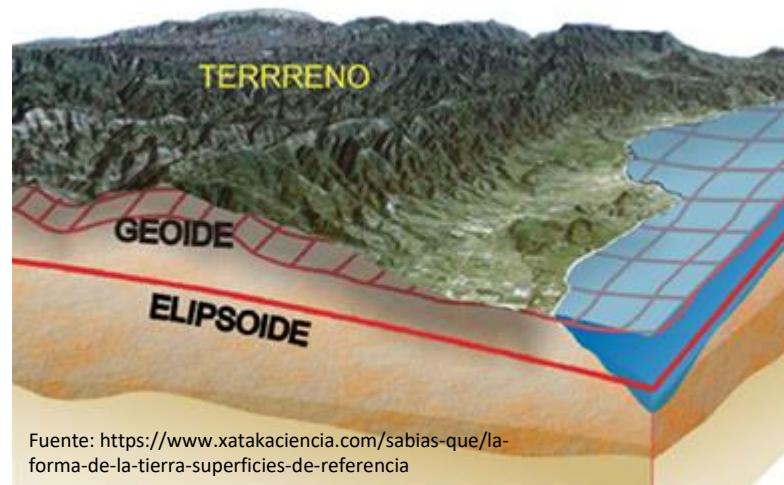 TERRRENO
GEOIDE
ELIPSOIDE
Fuente: https://www.xatakaciencia.com/sabias-que/la-
forma-de-la-tierra-superficies-de-referencia